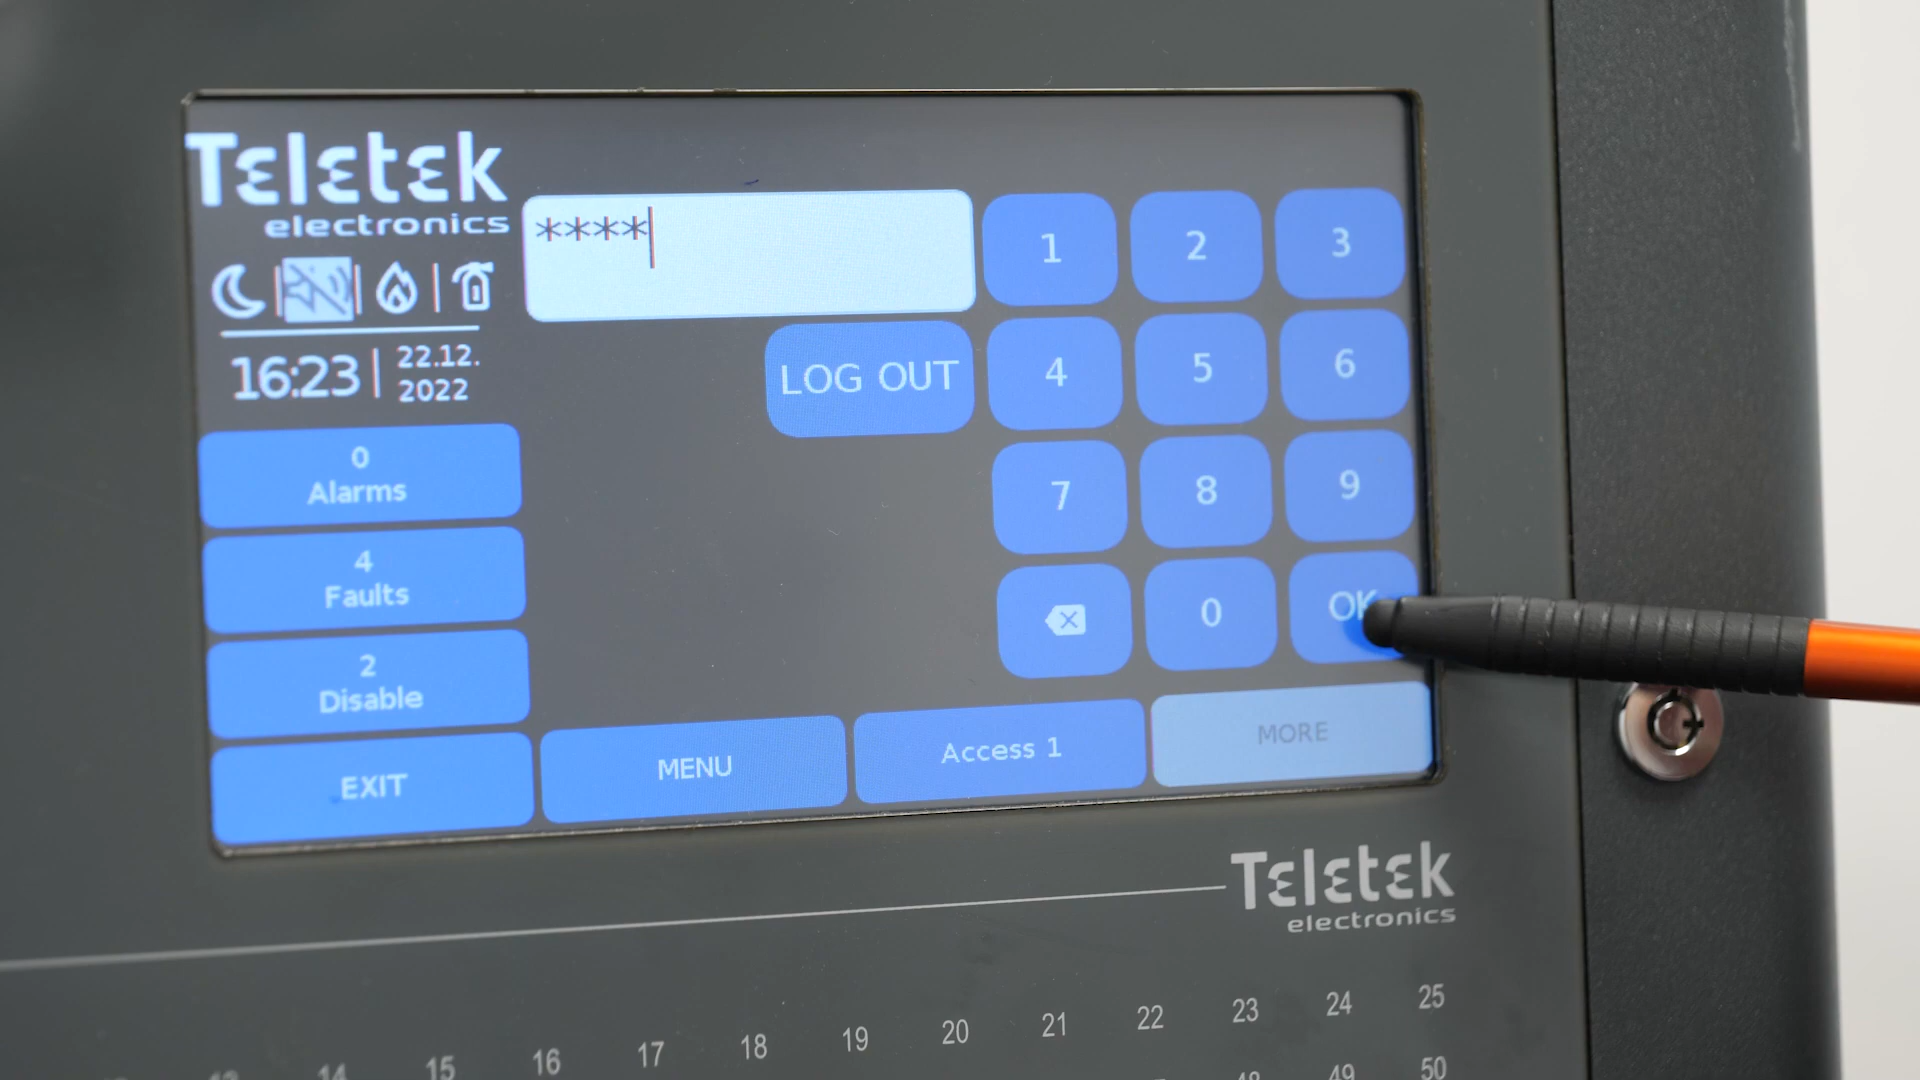 Teletek
electronics
16:23
22.12.
2022
0
Alarms
4
Faults
2
Disable
EXIT
****
LOG OUT
1 2 3
4 5 6
7 8 9
0 OK
MENU
Access 1
MORE
Teletek
electronics
14 15 16 17 18 19 20 21 22 23 24 25
48 49 50